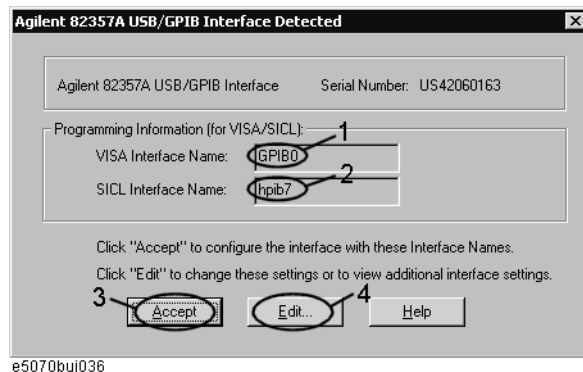 Agilent 82357A USB/GPIB Interface Detected
Agilent 82357A USB/GPIB Interface Serial Number: US42060163
Programming Information (for VISA/SICL):
1
VISA Interface Name: GPIB0
2
SICL Interface Name: hpib7
Click "Accept" to configure the interface with these Interface Names.
Click "Edit" to change these settings or to view additional interface settings.
3 Accept Edit... 4 Help
e5070bui036